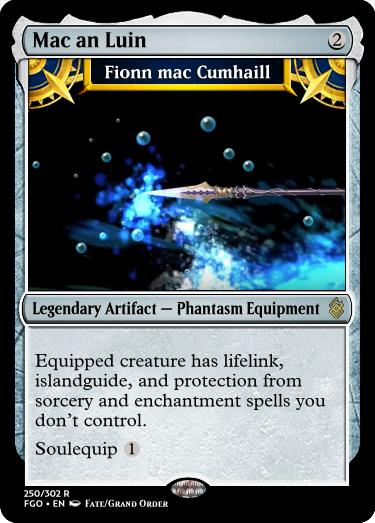 Mac an Luin 2
Fionn mac Cumhaill
Legendary Artifact — Phantasm Equipment
Equipped creature has lifelink,
islandguide, and protection from
sorcery and enchantment spells you
don't control.
Soulequip 1
250/302 R
FGO • EN Fate/Grand Order